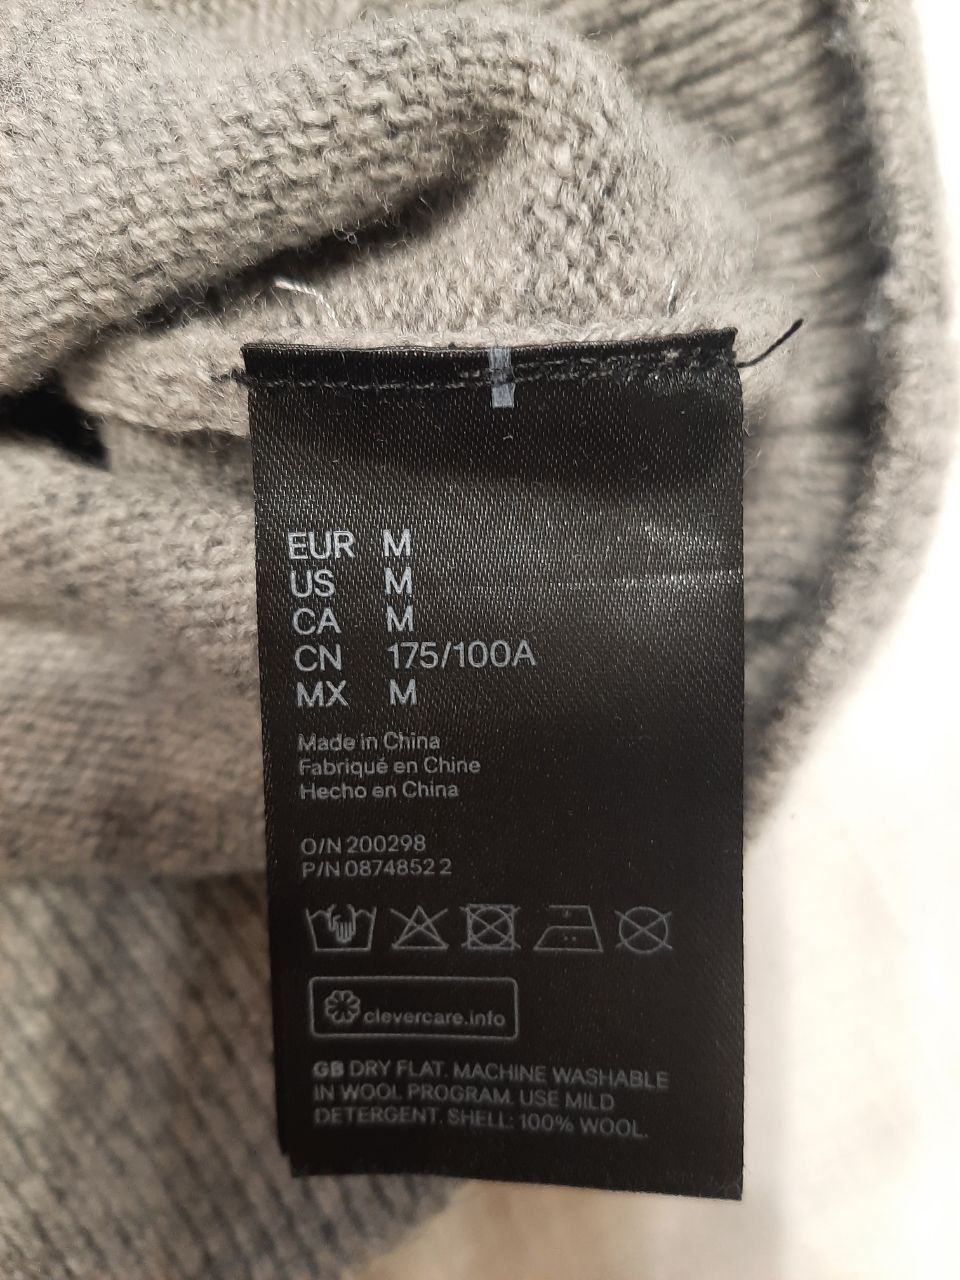 EUR M
US M
CA M
CN 175/100A
MX M
Made in China
Fabriqué en Chine
Hecho en China
O/N 200298
P/N 0874852 2
clevercare.info
GB DRY FLAT. MACHINE WASHABLE
IN WOOL PROGRAM. USE MILD
DETERGENT. SHELL: 100% WOOL.